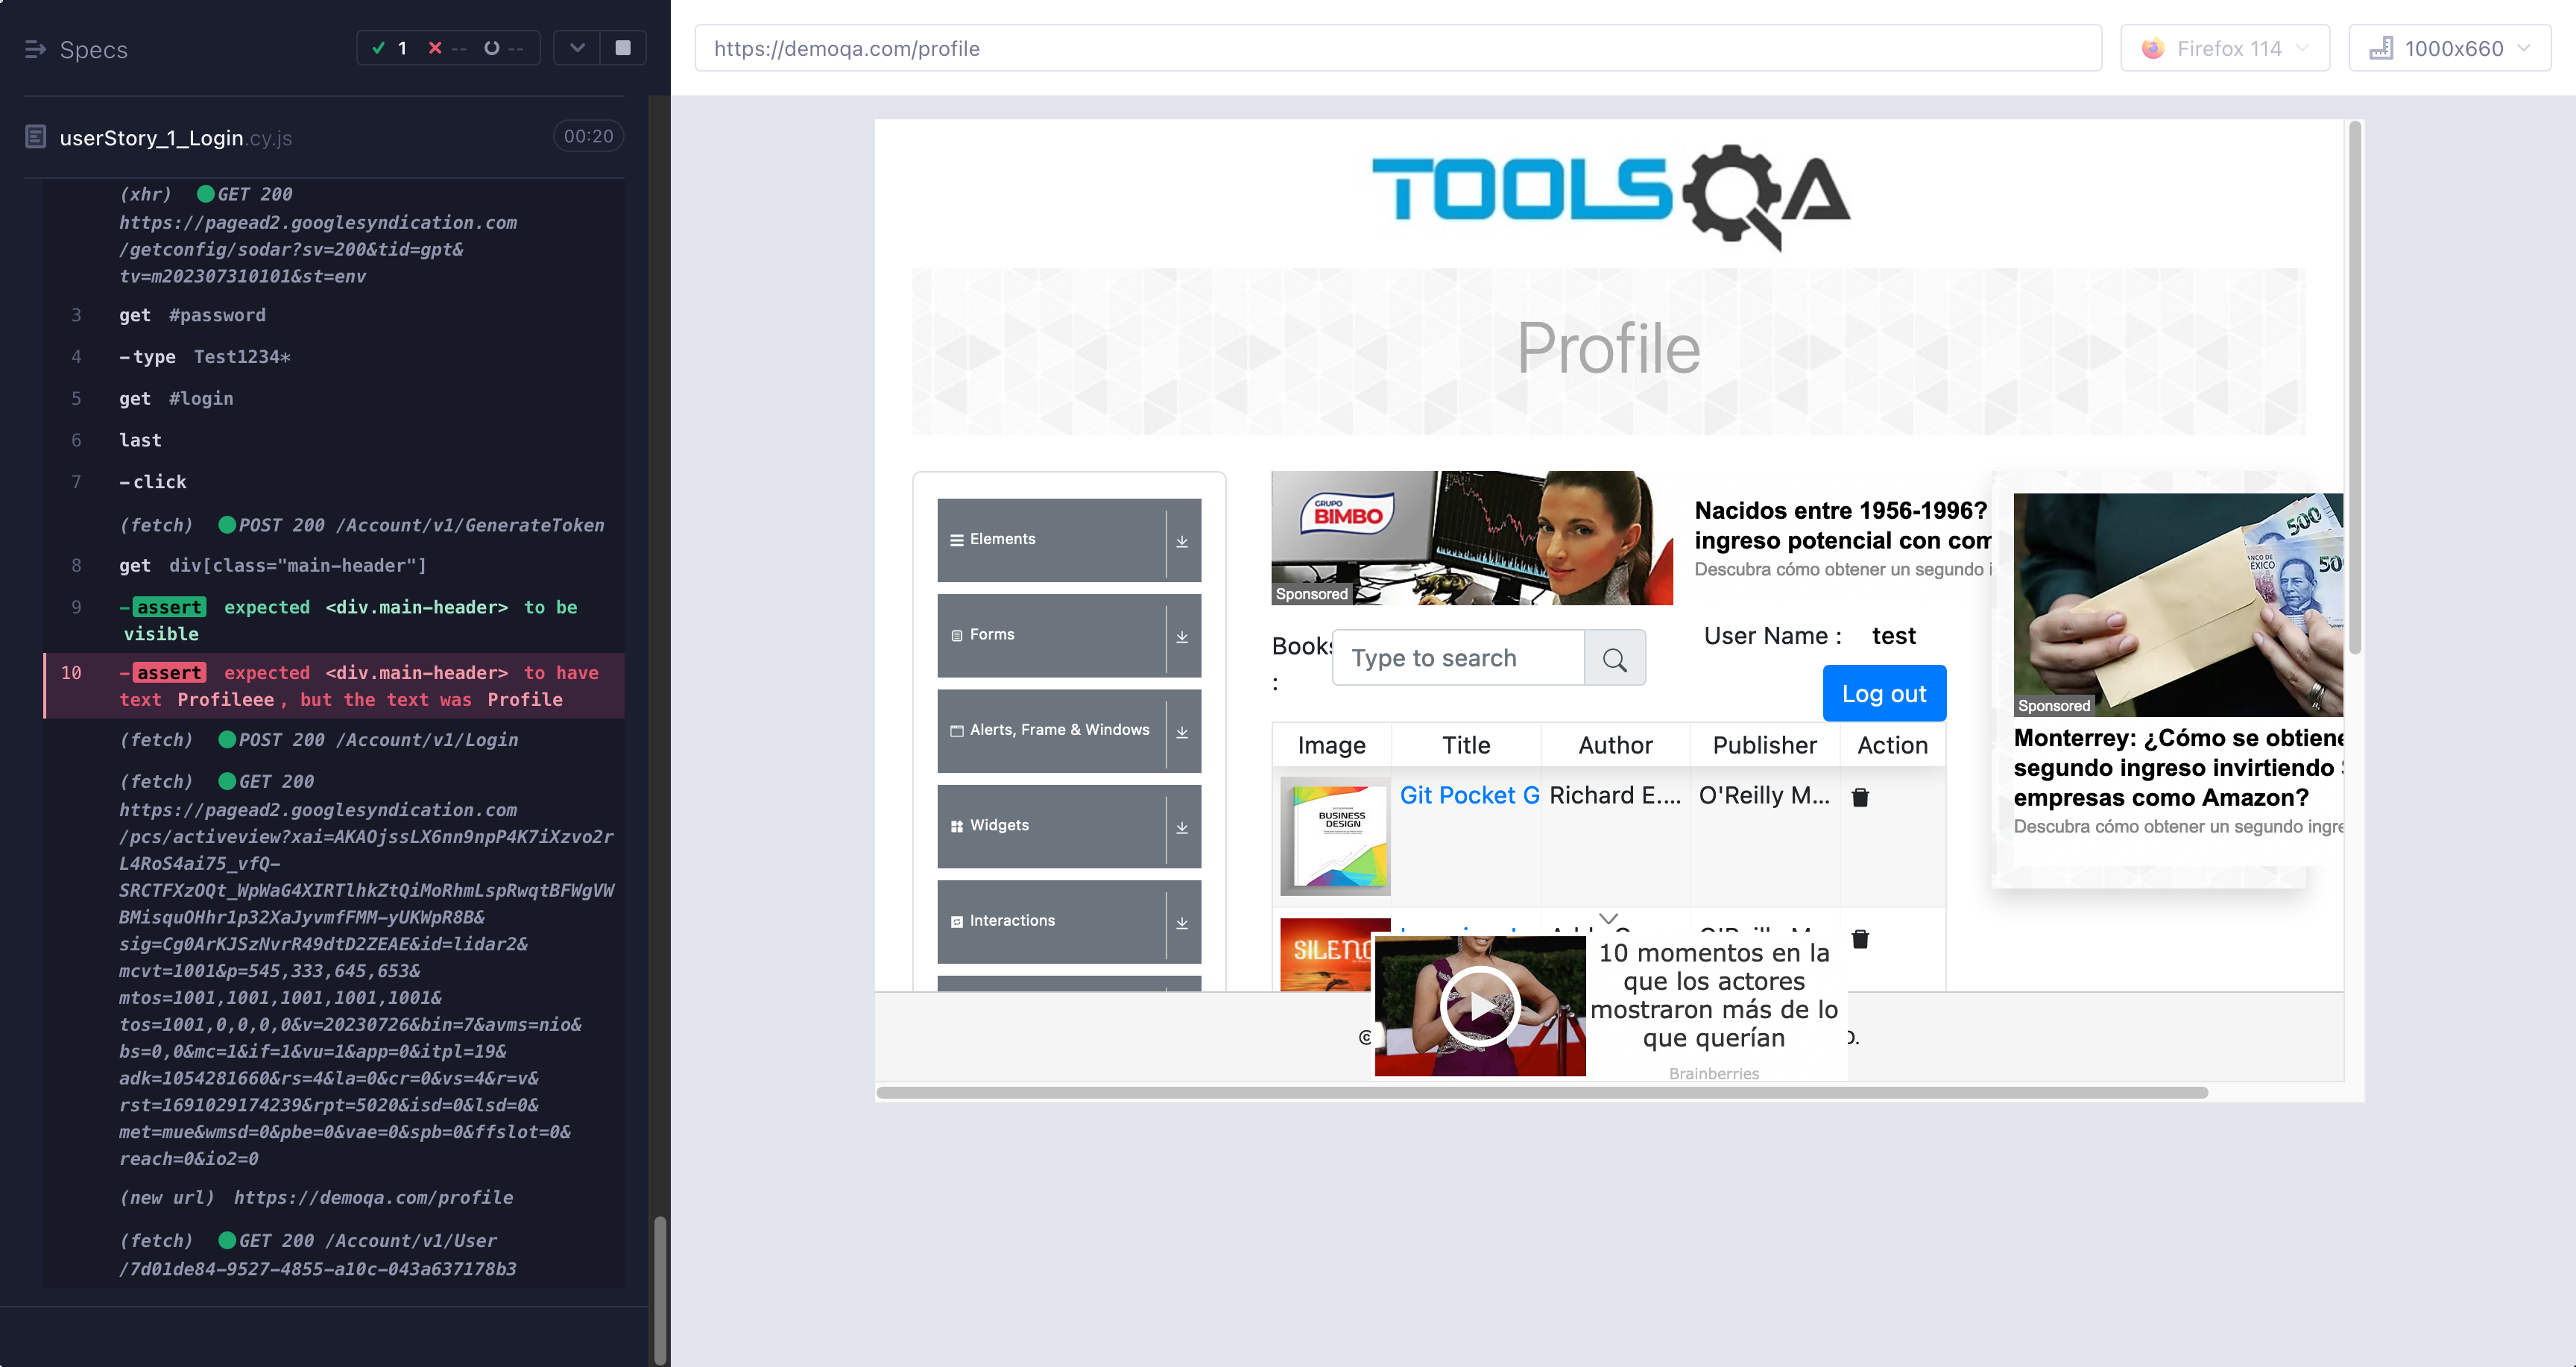 Specs
1 -- --
userStory_1_Login.cy.js 00:20
(xhr) GET 200
https://pagead2.googlesyndication.com
/getconfig/sodar?sv=200&tid=gpt&
tv=m202307310101&st=env
3 get #password
4 -type Test1234*
5 get #login
6 last
7 -click
(fetch) POST 200 /Account/v1/GenerateToken
8 get div[class="main-header"]
9 -assert expected <div.main-header> to be
visible
10 -assert expected <div.main-header> to have
text Profileee, but the text was Profile
(fetch) POST 200 /Account/v1/Login
(fetch) GET 200
https://pagead2.googlesyndication.com
/pcs/activeview?xai=AKAOjssLX6nn9npP4K7iXzvo2r
L4RoS4ai75_vfQ-
SRCTFXzOQt_WpWaG4XIRTlhkZtQiMoRhmLspRwqtBFWgVW
BMisquOHhr1p32XaJyvmfFMM-yUKWpR8B&
sig=Cg0ArKJSzNvrR49dtD2ZEAE&id=lidar2&
mcvt=1001&p=545,333,645,653&
mtos=1001,1001,1001,1001,1001&
tos=1001,0,0,0,0&v=20230726&bin=7&avms=nio&
bs=0,0&mc=1&if=1&vu=1&app=0&itpl=19&
adk=1054281660&rs=4&la=0&cr=0&vs=4&r=v&
rst=1691029174239&rpt=5020&isd=0&lsd=0&
met=mue&wmsd=0&pbe=0&vae=0&spb=0&ffslot=0&
reach=0&io2=0
(new url) https://demoqa.com/profile
(fetch) GET 200 /Account/v1/User
/7d01de84-9527-4855-a10c-043a637178b3
https://demoqa.com/profile
Firefox 114
1000x660
TOOLSQA
Profile
Elements
Forms
Alerts, Frame & Windows
Widgets
Interactions
GRUPO
BIMBO
Sponsored
Nacidos entre 1956-1996?
ingreso potencial con com
Descubra cómo obtener un segundo i
Books
:
Type to search
User Name : test
Log out
Image Title Author Publisher Action
BUSINESS
DESIGN
Git Pocket G Richard E.... O'Reilly M...
SILENC
10 momentos en la
que los actores
mostraron más de lo
que querían
Brainberries
©
500
50
MÉXICO
Sponsored
Monterrey: ¿Cómo se obtiene
segundo ingreso invirtiendo
empresas como Amazon?
Descubra cómo obtener un segundo ingre